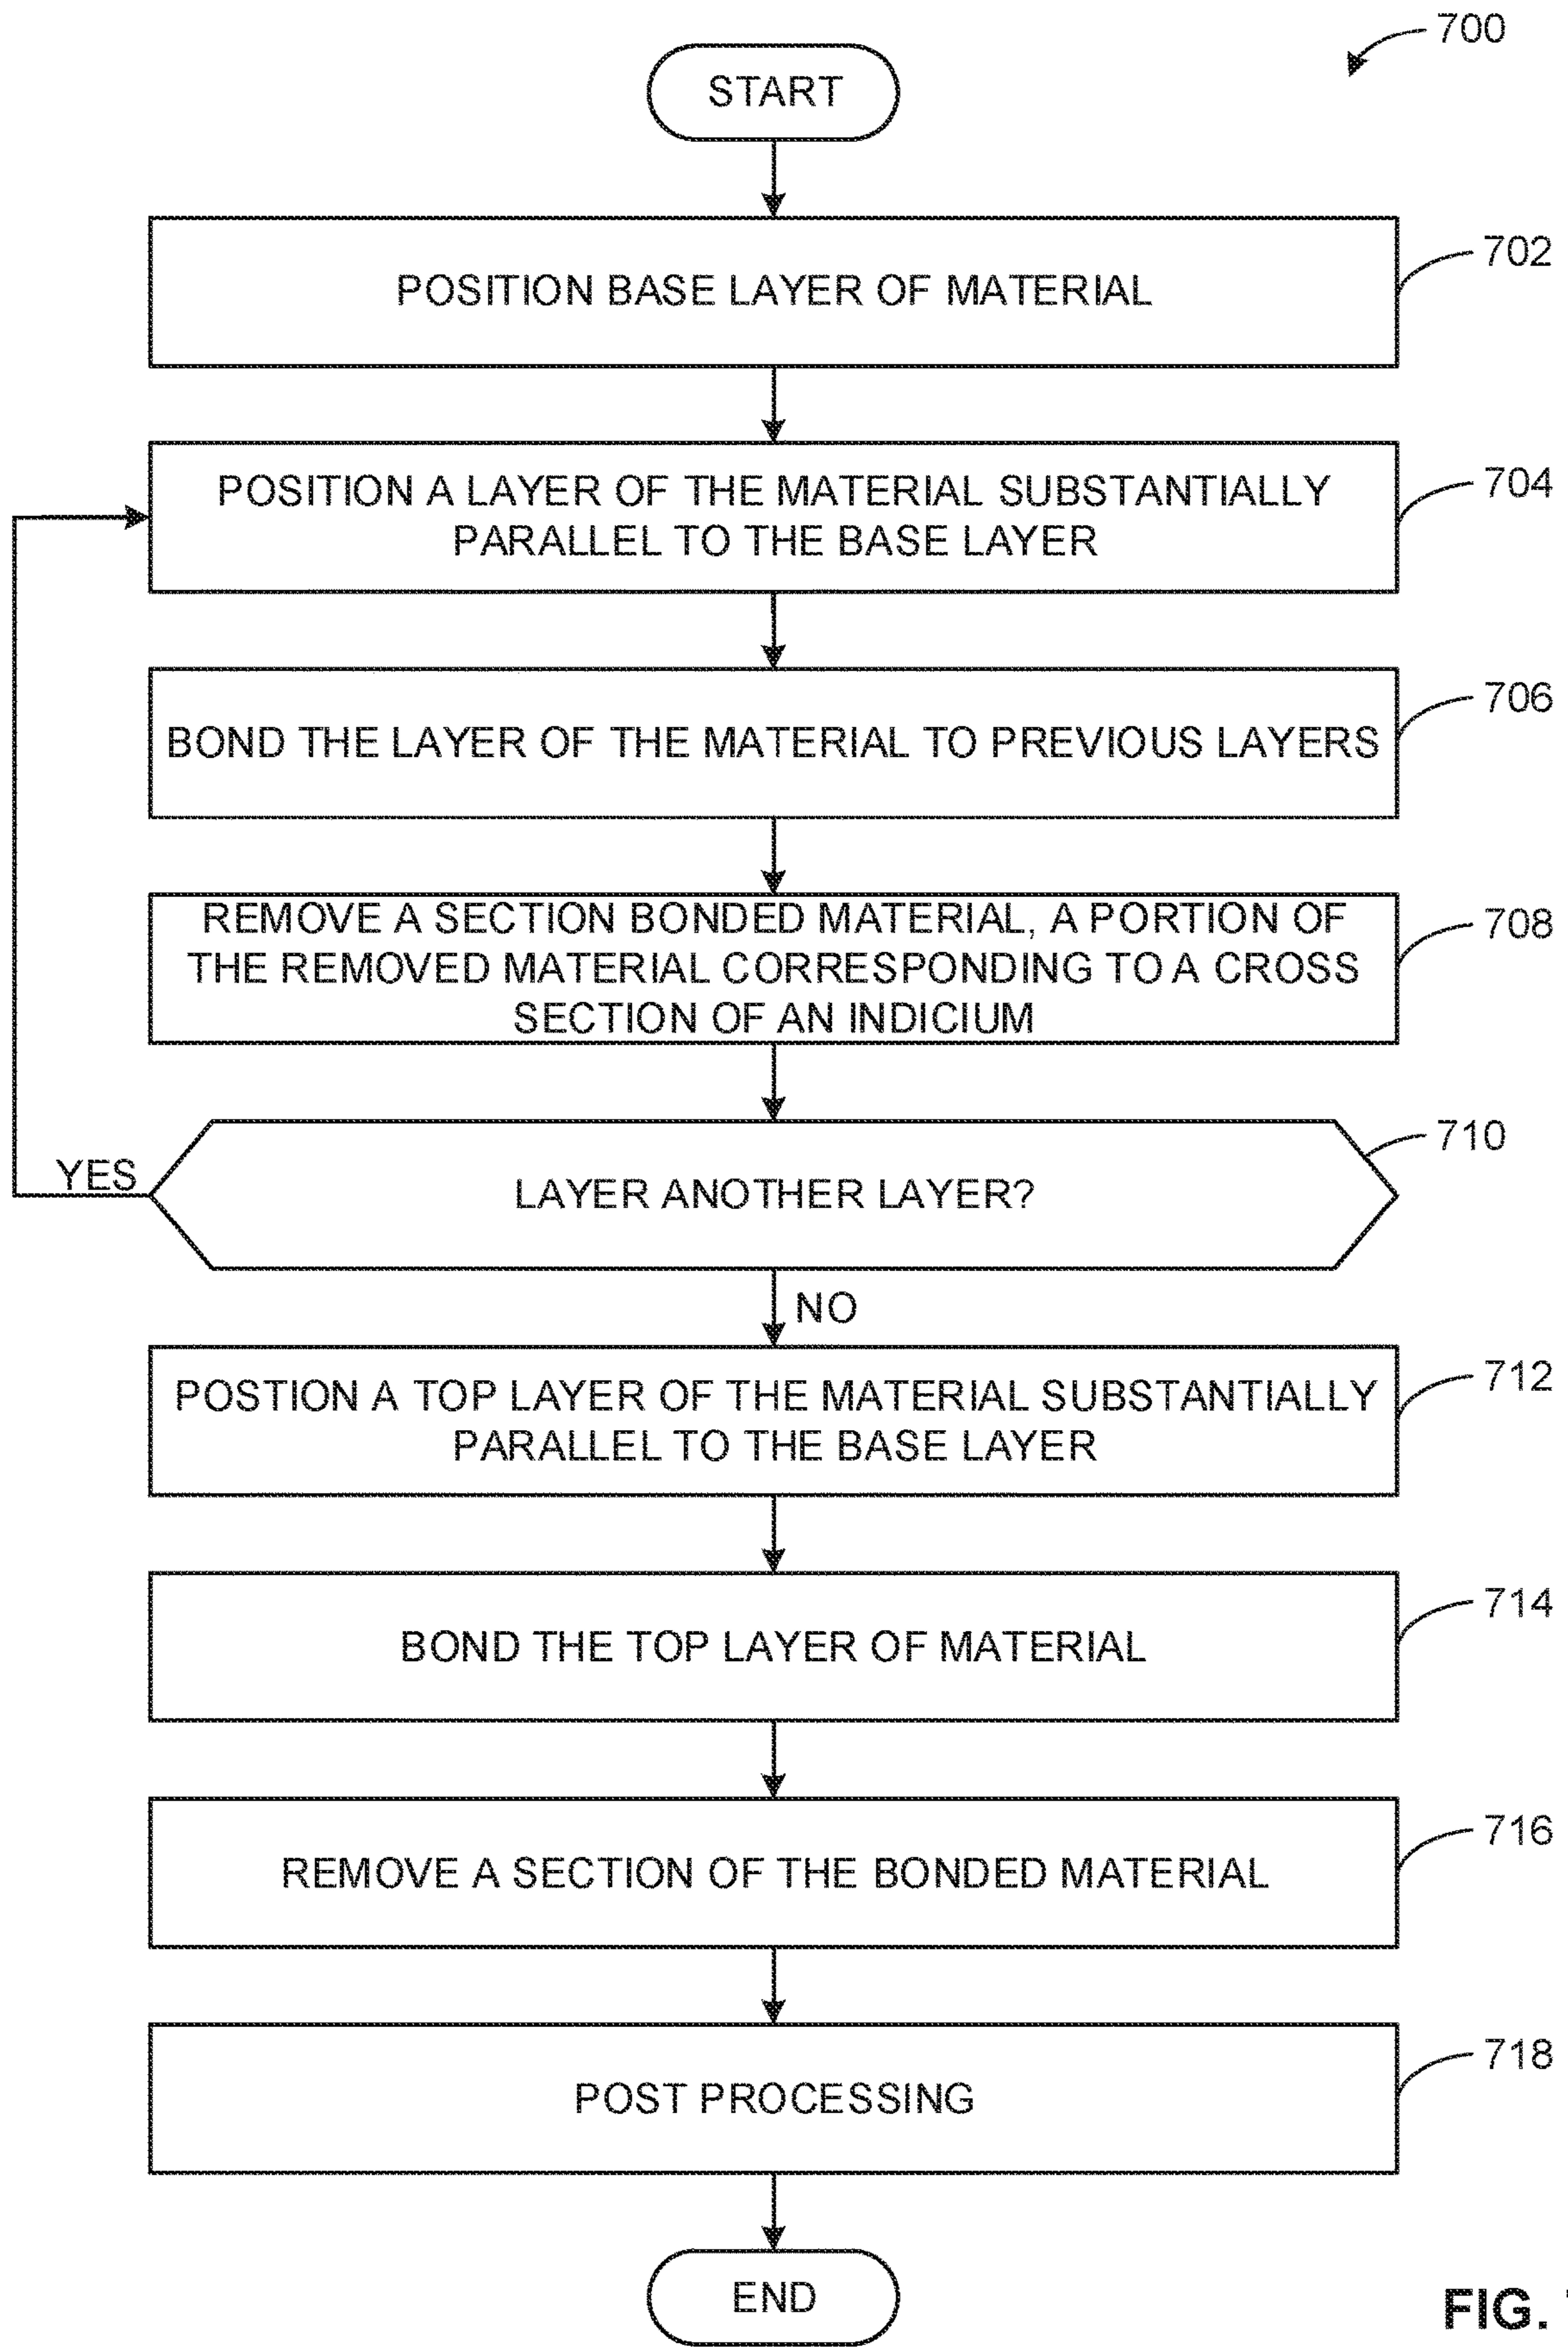 700
START
POSITION BASE LAYER OF MATERIAL
702
POSITION A LAYER OF THE MATERIAL SUBSTANTIALLY
PARALLEL TO THE BASE LAYER
704
BOND THE LAYER OF THE MATERIAL TO PREVIOUS LAYERS
706
REMOVE A SECTION BONDED MATERIAL, A PORTION OF
THE REMOVED MATERIAL CORRESPONDING TO A CROSS
SECTION OF AN INDICIUM
708
LAYER ANOTHER LAYER?
710
YES
NO
POSTION A TOP LAYER OF THE MATERIAL SUBSTANTIALLY
PARALLEL TO THE BASE LAYER
712
BOND THE TOP LAYER OF MATERIAL
714
REMOVE A SECTION OF THE BONDED MATERIAL
716
POST PROCESSING
718
END
FIG.